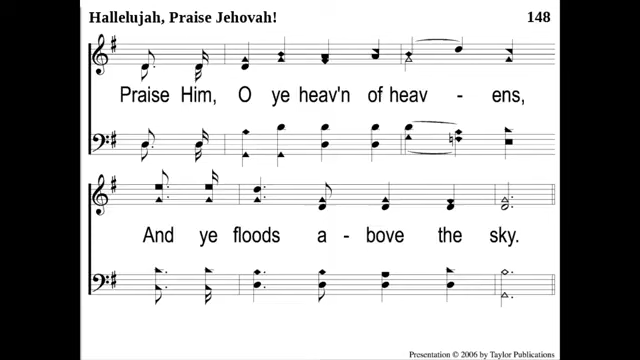 Hallelujah, Praise Jehovah! 148
Praise Him, O ye heav'n of heav - ens,
And ye floods a - bove the sky.
Presentation © 2006 by Taylor Publications